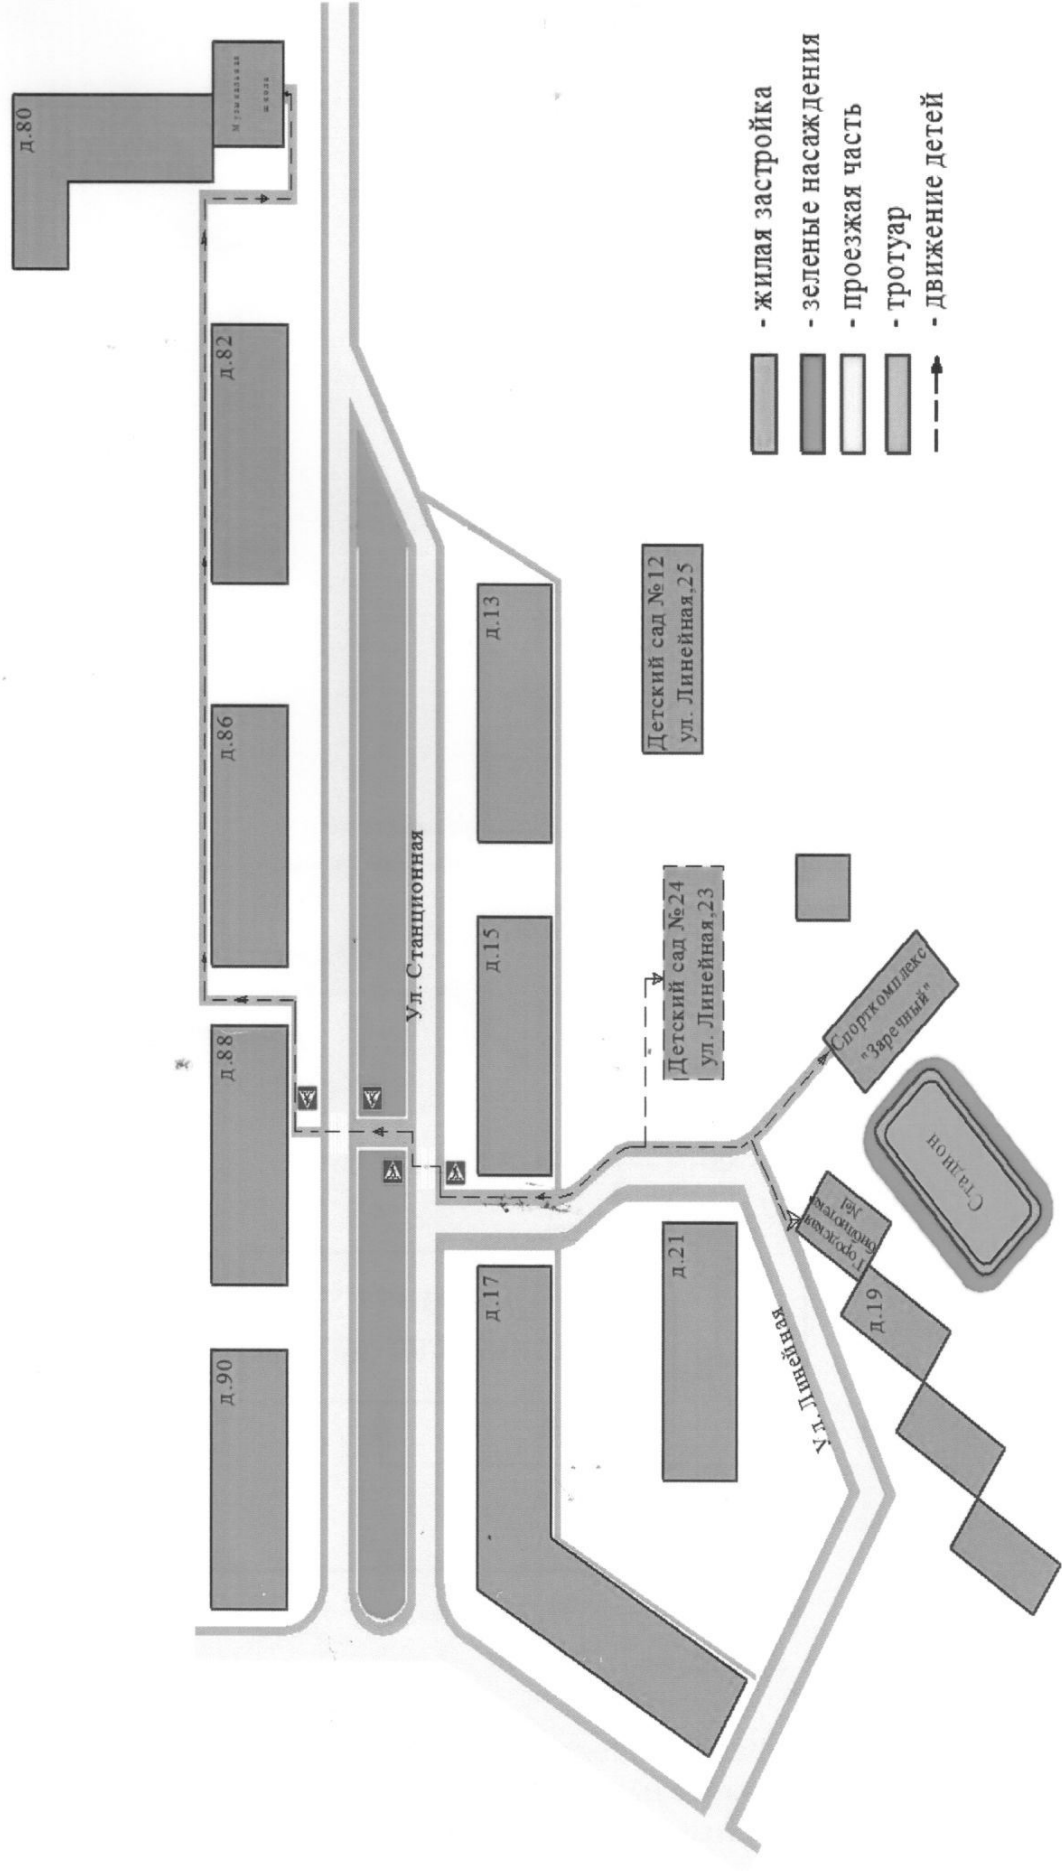 д.80
Музыкальная
школа
д.82
д.86
д.88
д.90
Ул. Станционная
д.13
д.15
д.17
Детский сад №12
ул. Линейная,25
Детский сад №24
ул. Линейная,23
д.21
Спорткомплекс
"Заречный"
Стадион
Городская
библиотека
№1
д.19
Ул. Линейная
- жилая застройка
- зеленые насаждения
- проезжая часть
- тротуар
- движение детей